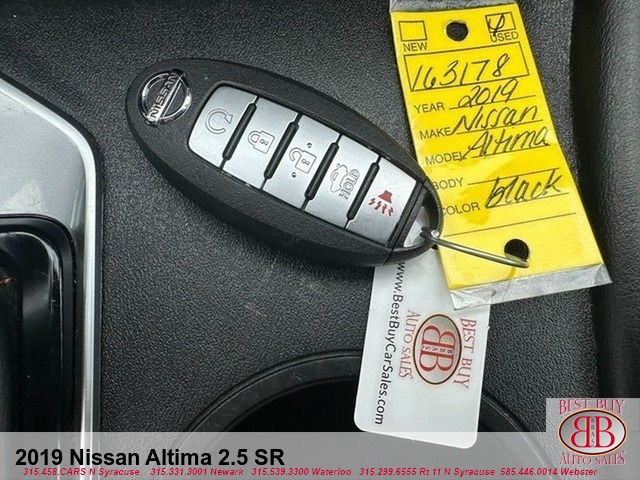 NEW
USED
163178
YEAR 2019
MAKE Nissan
MODEL Altima
BODY
COLOR black
NISSAN
HOLD
www.BestBuyCarSales.com
BEST BUY
BB
AUTO SALES
BEST BUY
BB
AUTO SALES
2019 Nissan Altima 2.5 SR
315.458.CARS N Syracuse 315.331.3001 Newark 315.539.3300 Waterloo 315.299.6555 Rt 11 N Syracuse 585.446.0014 Webster